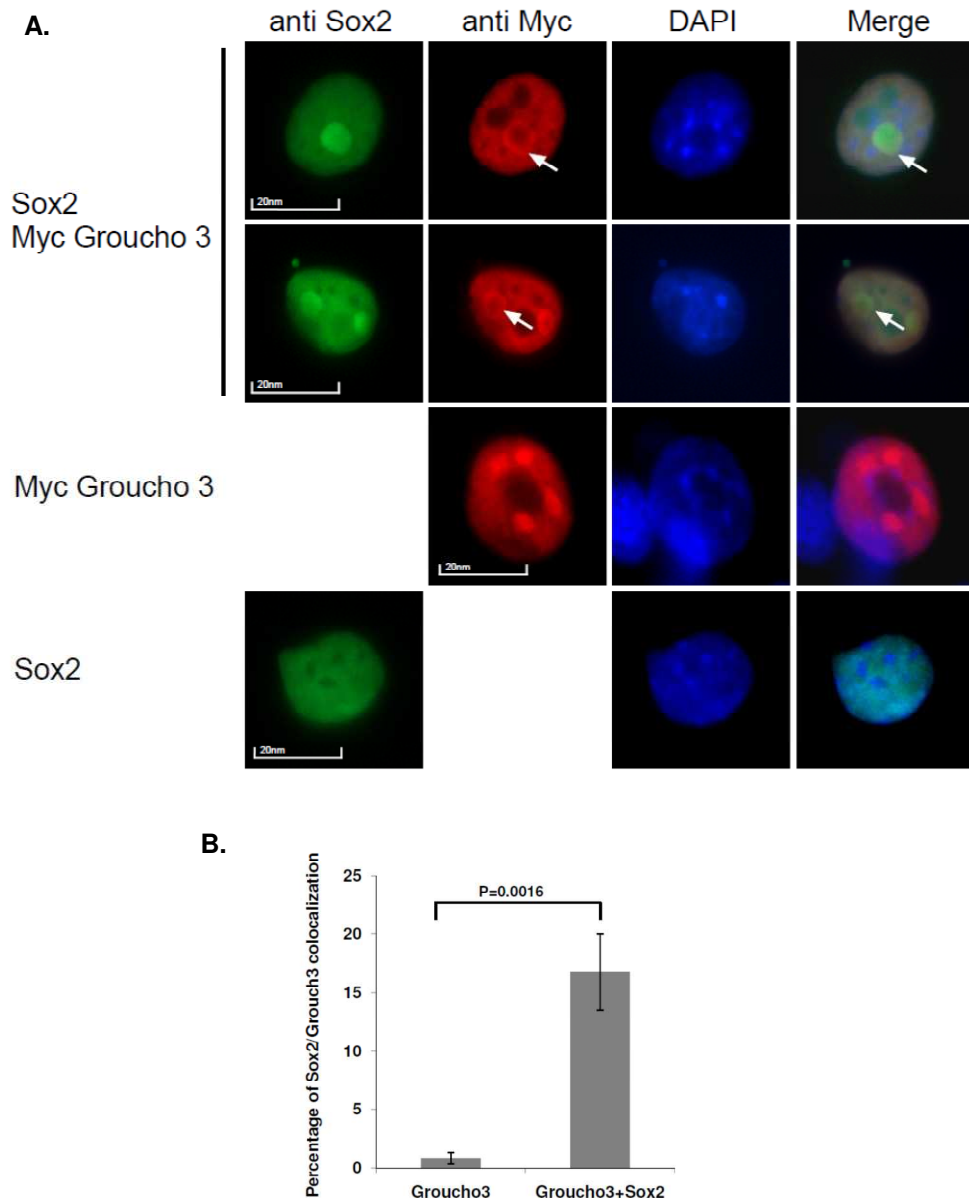 A.
anti Sox2 anti Myc DAPI Merge
Sox2
Myc Groucho 3
20nm
20nm
Myc Groucho 3
20nm
Sox2
20nm
B.
Percentage of Sox2/Grouch3 colocalization
25
P=0.0016
20
15
10
5
0
Groucho3 Groucho3+Sox2